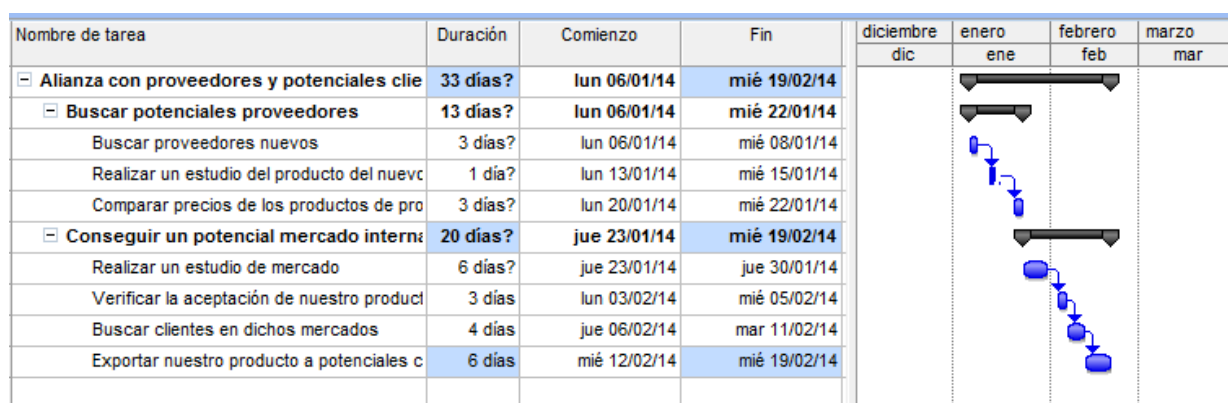 Nombre de tarea Duración Comienzo Fin diciembre enero febrero marzo
dic ene feb mar
Alianza con proveedores y potenciales clie 33 días? lun 06/01/14 mié 19/02/14
Buscar potenciales proveedores 13 días? lun 06/01/14 mié 22/01/14
Buscar proveedores nuevos 3 días? lun 06/01/14 mié 08/01/14
Realizar un estudio del producto del nuevo 1 día? lun 13/01/14 mié 15/01/14
Comparar precios de los productos de pro 3 días? lun 20/01/14 mié 22/01/14
Conseguir un potencial mercado interna 20 días? jue 23/01/14 mié 19/02/14
Realizar un estudio de mercado 6 días? jue 23/01/14 jue 30/01/14
Verificar la aceptación de nuestro product 3 días lun 03/02/14 mié 05/02/14
Buscar clientes en dichos mercados 4 días jue 06/02/14 mar 11/02/14
Exportar nuestro producto a potenciales c 6 días mié 12/02/14 mié 19/02/14